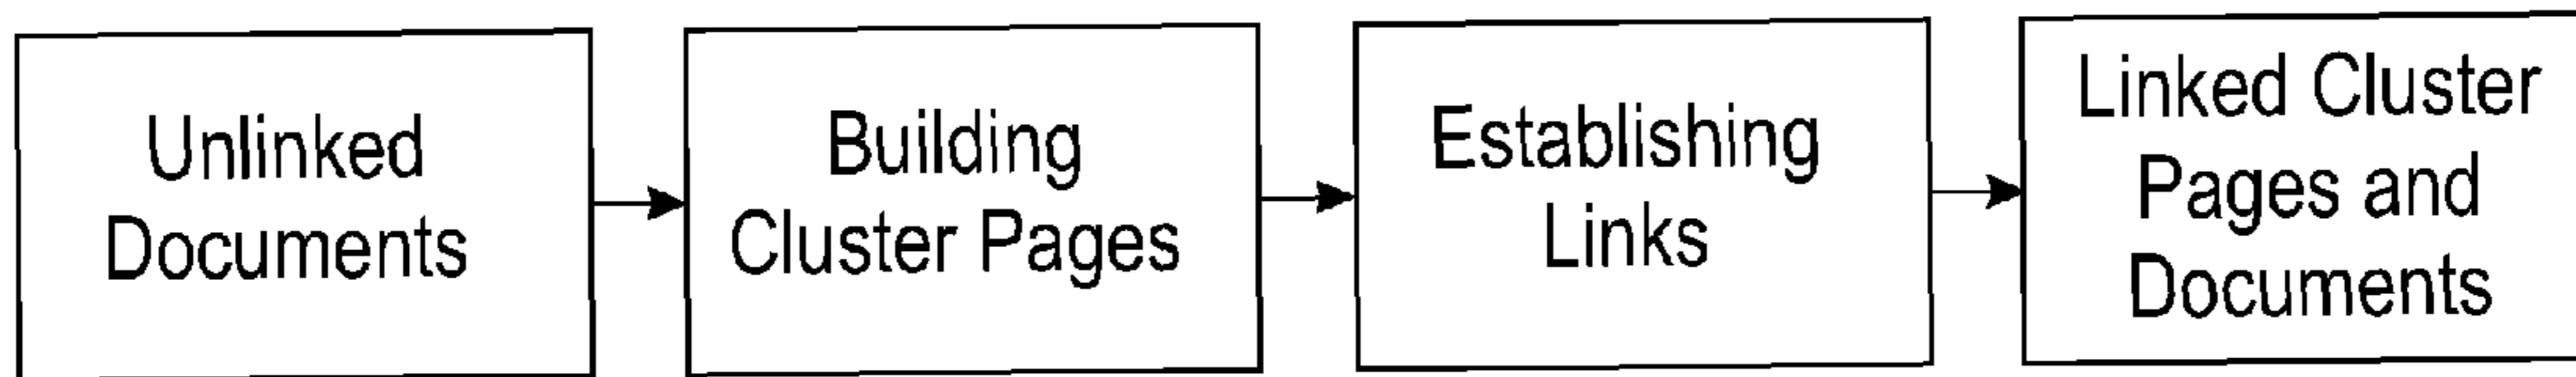 Unlinked
Documents
Building
Cluster Pages
Establishing
Links
Linked Cluster
Pages and
Documents